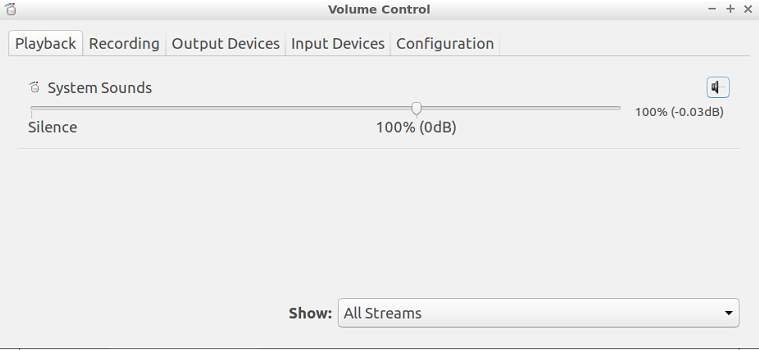 Volume Control
Playback Recording Output Devices Input Devices Configuration
System Sounds
100% (-0.03dB)
Silence 100% (0dB)
Show: All Streams